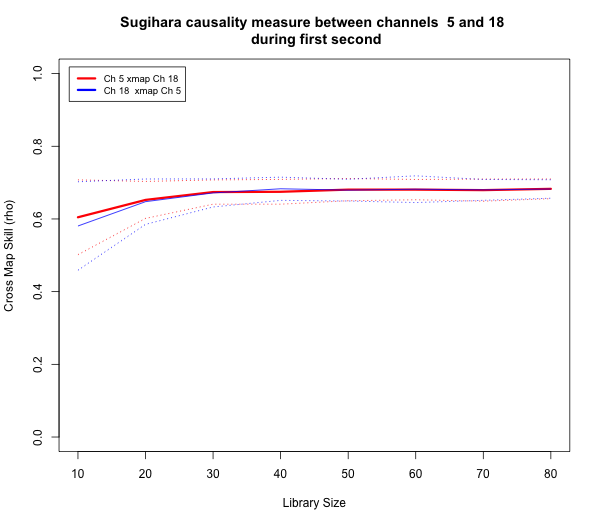 Sugihara causality measure between channels  5 and 18
during first second
Ch 5 xmap Ch 18
Ch 18  xmap Ch 5
Cross Map Skill (rho)
1.0
0.8
0.6
0.4
0.2
0.0
10 20 30 40 50 60 70 80
Library Size